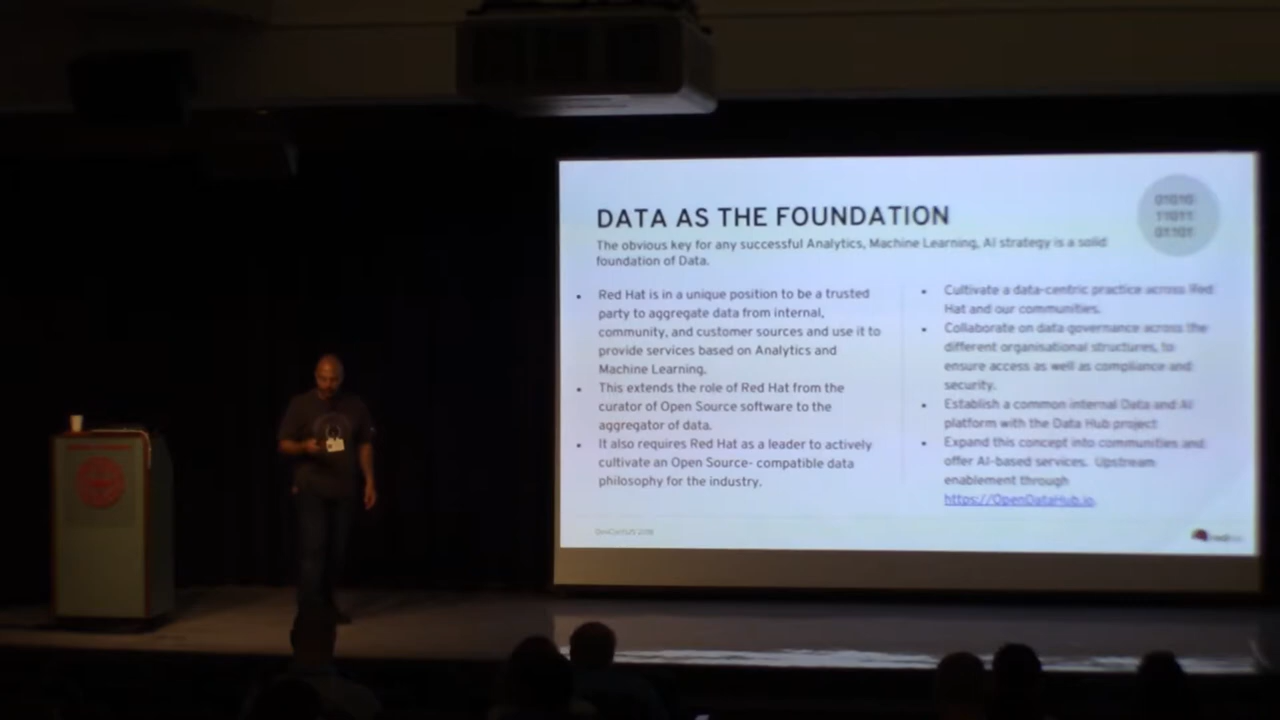 DATA AS THE FOUNDATION
The obvious key for any successful Analytics, Machine Learning, AI strategy is a solid
foundation of Data.
01010
11011
01101
Red Hat is in a unique position to be a trusted
party to aggregate data from internal,
community, and customer sources and use it to
provide services based on Analytics and
Machine Learning.
This extends the role of Red Hat from the
curator of Open Source software to the
aggregator of data.
It also requires Red Hat as a leader to actively
cultivate an Open Source- compatible data
philosophy for the industry.
Cultivate a data-centric practice across Red
Hat and our communities.
Collaborate on data governance across the
different organisational structures, to
ensure access as well as compliance and
security.
Establish a common internal Data and AI
platform with the Data Hub project
Expand this concept into communities and
offer AI-based services. Upstream
enablement through
https://OpenDataHub.io.